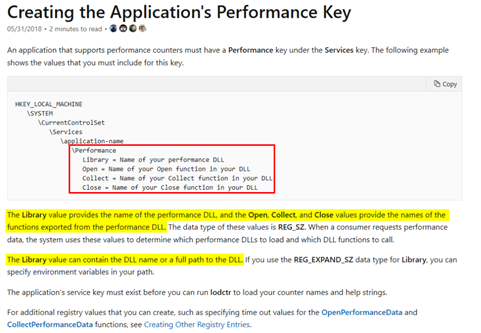 Creating the Application's Performance Key
05/31/2018 • 2 minutes to read •
An application that supports performance counters must have a Performance key under the Services key. The following example
shows the values that you must include for this key.
Copy
HKEY_LOCAL_MACHINE
\SYSTEM
\CurrentControlSet
\Services
\application-name
\Performance
Library = Name of your performance DLL
Open = Name of your Open function in your DLL
Collect = Name of your Collect function in your DLL
Close = Name of your Close function in your DLL
The Library value provides the name of the performance DLL, and the Open, Collect, and Close values provide the names of the
functions exported from the performance DLL. The data type of these values is REG_SZ. When a consumer requests performance
data, the system uses these values to determine which performance DLLs to load and which DLL functions to call.
The Library value can contain the DLL name or a full path to the DLL. If you use the REG_EXPAND_SZ data type for Library, you can
specify environment variables in your path.
The application's service key must exist before you can run lodctr to load your counter names and help strings.
For additional registry values that you can create, such as specifying time out values for the OpenPerformanceData and
CollectPerformanceData functions, see Creating Other Registry Entries.